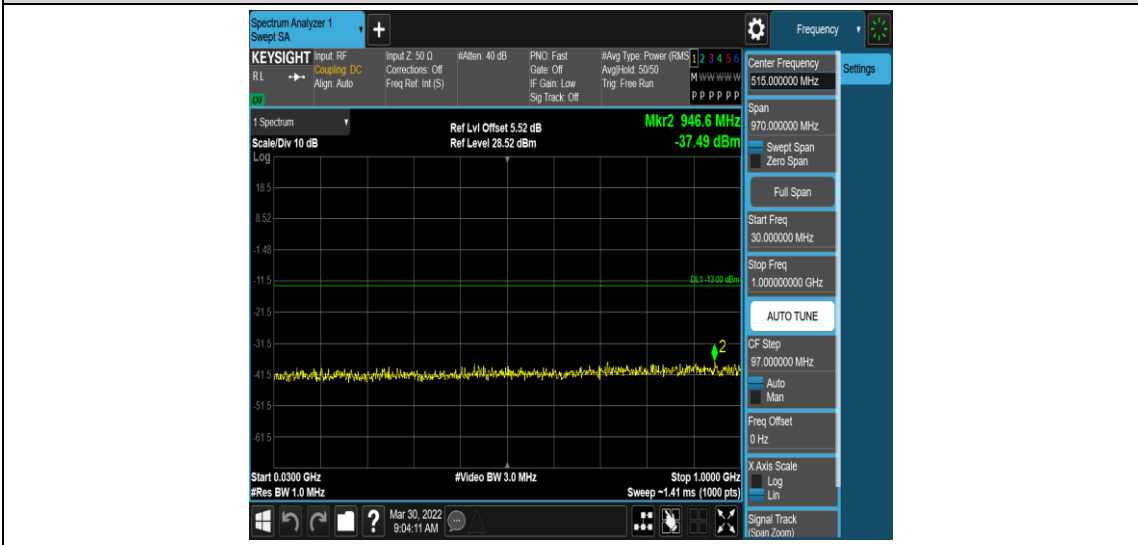 Spectrum Analyzer 1
Swept SA
+
Frequency
KEYSIGHT
RL
Input: RF
Coupling: DC
Align: Auto
Input Z: 50 Ω
Corrections: Off
Freq Ref: Int (S)
#Atten: 40 dB
PNO: Fast
Gate: Off
IF Gain: Low
Sig Track: Off
#Avg Type: Power (RMS
Avg|Hold: 50/50
Trig: Free Run
1 2 3 4 5 6
M W W W W W
P P P P P P
1 Spectrum
Scale/Div 10 dB
Log
Ref Lvl Offset 5.52 dB
Ref Level 28.52 dBm
Mkr2 946.6 MHz
-37.49 dBm
18.5
8.52
-1.48
-11.5
DL1 -13.00 dBm
-21.5
-31.5
2
-41.5
-51.5
-61.5
Start 0.0300 GHz
#Res BW 1.0 MHz
#Video BW 3.0 MHz
Stop 1.0000 GHz
Sweep ~1.41 ms (1000 pts)
?
Mar 30, 2022
9:04:11 AM
Center Frequency
515.000000 MHz
Settings
Span
970.000000 MHz
Swept Span
Zero Span
Full Span
Start Freq
30.000000 MHz
Stop Freq
1.000000000 GHz
AUTO TUNE
CF Step
97.000000 MHz
Auto
Man
Freq Offset
0 Hz
X Axis Scale
Log
Lin
Signal Track
(Span Zoom)